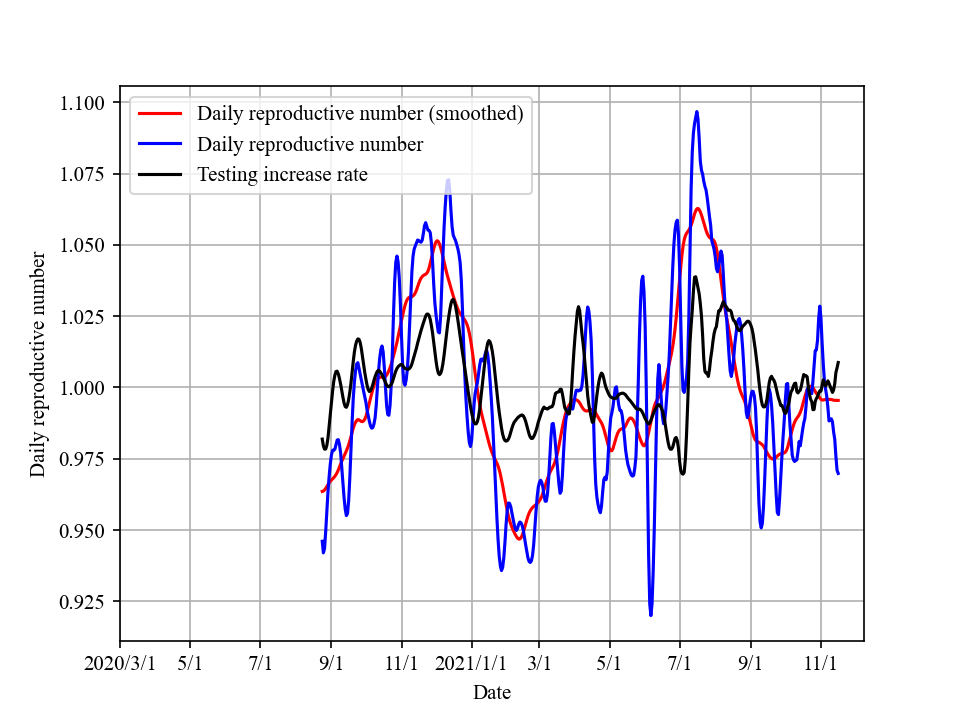 Daily reproductive number (smoothed)
Daily reproductive number
Testing increase rate
1.100
1.075
1.050
1.025
1.000
0.975
0.950
0.925
Daily reproductive number
2020/3/1 5/1 7/1 9/1 11/1 2021/1/1 3/1 5/1 7/1 9/1 11/1
Date